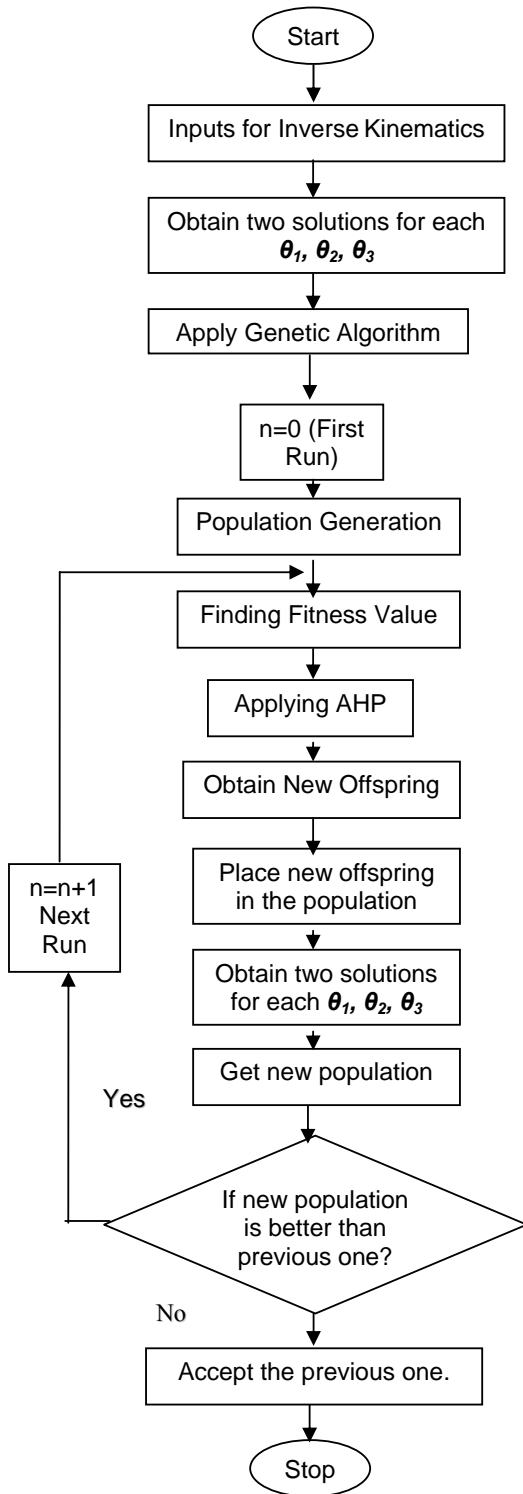 Start
Inputs for Inverse Kinematics
Obtain two solutions for each
θ1, θ2, θ3
Apply Genetic Algorithm
n=0 (First
Run)
Population Generation
Finding Fitness Value
Applying AHP
Obtain New Offspring
n=n+1
Next
Run
Place new offspring
in the population
Obtain two solutions
for each θ1, θ2, θ3
Get new population
Yes
If new population
is better than
previous one?
No
Accept the previous one.
Stop